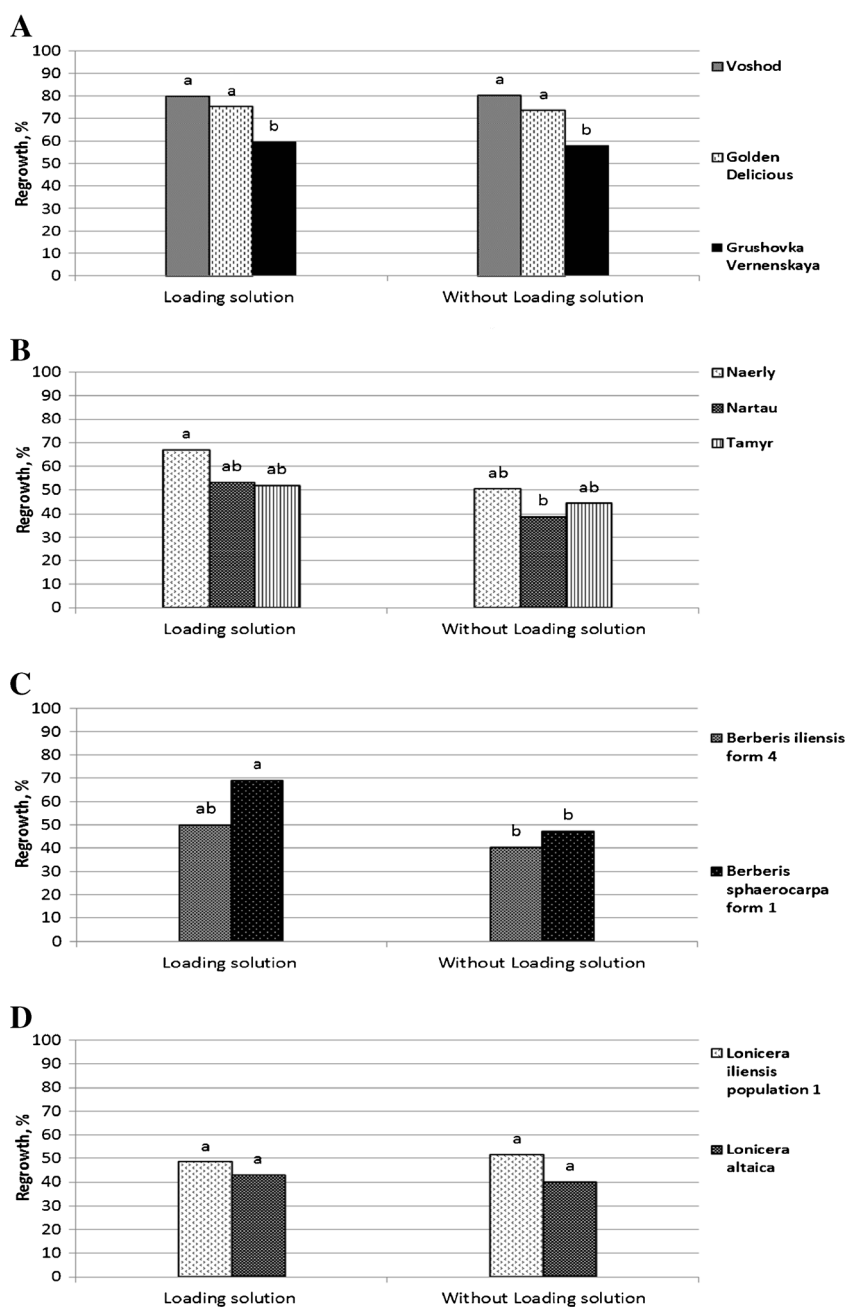 A
100
90
80
70
60
50
40
30
20
10
0
Regrowth, %
a
a
b
a
a
b
Loading solution
Without Loading solution
Voshod
Golden
Delicious
Grushovka
Vernenskaya
B
100
90
80
70
60
50
40
30
20
10
0
Regrowth, %
a
ab
ab
ab
b
ab
Loading solution
Without Loading solution
Naerly
Nartau
Tamyr
C
100
90
80
70
60
50
40
30
20
10
0
Regrowth, %
ab
a
b
b
Loading solution
Without Loading solution
Berberis iliensis
form 4
Berberis
sphaerocarpa
form 1
D
100
90
80
70
60
50
40
30
20
10
0
Regrowth, %
a
a
a
a
Loading solution
Without Loading solution
Lonicera
iliensis
population 1
Lonicera
altaica